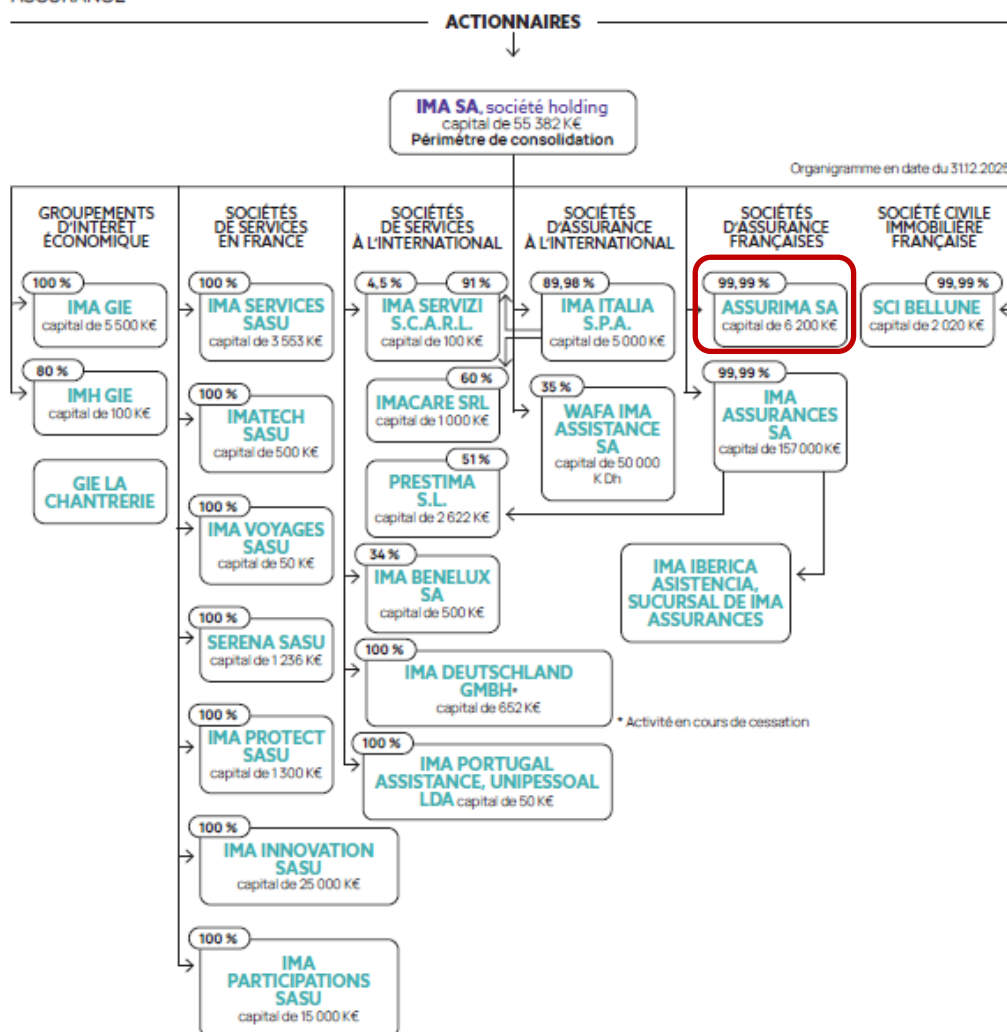 ASSURANCE
ACTIONNAIRES
IMA SA, société holding
capital de 55 382 K€
Périmètre de consolidation
Organigramme en date du 31.12.2025
GROUPEMENTS
D'INTÉRÊT
ÉCONOMIQUE
100 %
IMA GIE
capital de 5 500 K€
80 %
IMH GIE
capital de 100 K€
GIE LA
CHANTRERIE
SOCIÉTÉS
DE SERVICES
EN FRANCE
100 %
IMA SERVICES
SASU
capital de 3 553 K€
100 %
IMATECH
SASU
capital de 500 K€
100 %
IMA VOYAGES
SASU
capital de 50 K€
100 %
SERENA SASU
capital de 1 236 K€
100 %
IMA PROTECT
SASU
capital de 1 300 K€
100 %
IMA INNOVATION
SASU
capital de 25 000 K€
100 %
IMA
PARTICIPATIONS
SASU
capital de 15 000 K€
SOCIÉTÉS
DE SERVICES
À L'INTERNATIONAL
4,5 % 91 %
IMA SERVIZI
S.C.A.R.L.
capital de 100 K€
60 %
IMACARE SRL
capital de 1 000 K€
51 %
PRESTIMA
S.L.
capital de 2 622 K€
34 %
IMA BENELUX
SA
capital de 500 K€
100 %
IMA DEUTSCHLAND
GMBH*
capital de 652 K€
* Activité en cours de cessation
100 %
IMA PORTUGAL
ASSISTANCE, UNIPESSOAL
LDA capital de 50 K€
SOCIÉTÉS
D'ASSURANCE
À L'INTERNATIONAL
89,98 %
IMA ITALIA
S.P.A.
capital de 5 000 K€
35 %
WAFA IMA
ASSISTANCE
SA
capital de 50 000
K Dh
SOCIÉTÉS
D'ASSURANCE
FRANÇAISES
99,99 %
ASSURIMA SA
capital de 6 200 K€
99,99 %
IMA
ASSURANCES
SA
capital de 157 000 K€
IMA IBERICA
ASISTENCIA,
SUCURSAL DE IMA
ASSURANCES
SOCIÉTÉ CIVILE
IMMOBILIÈRE
FRANÇAISE
99,99 %
SCI BELLUNE
capital de 2 020 K€